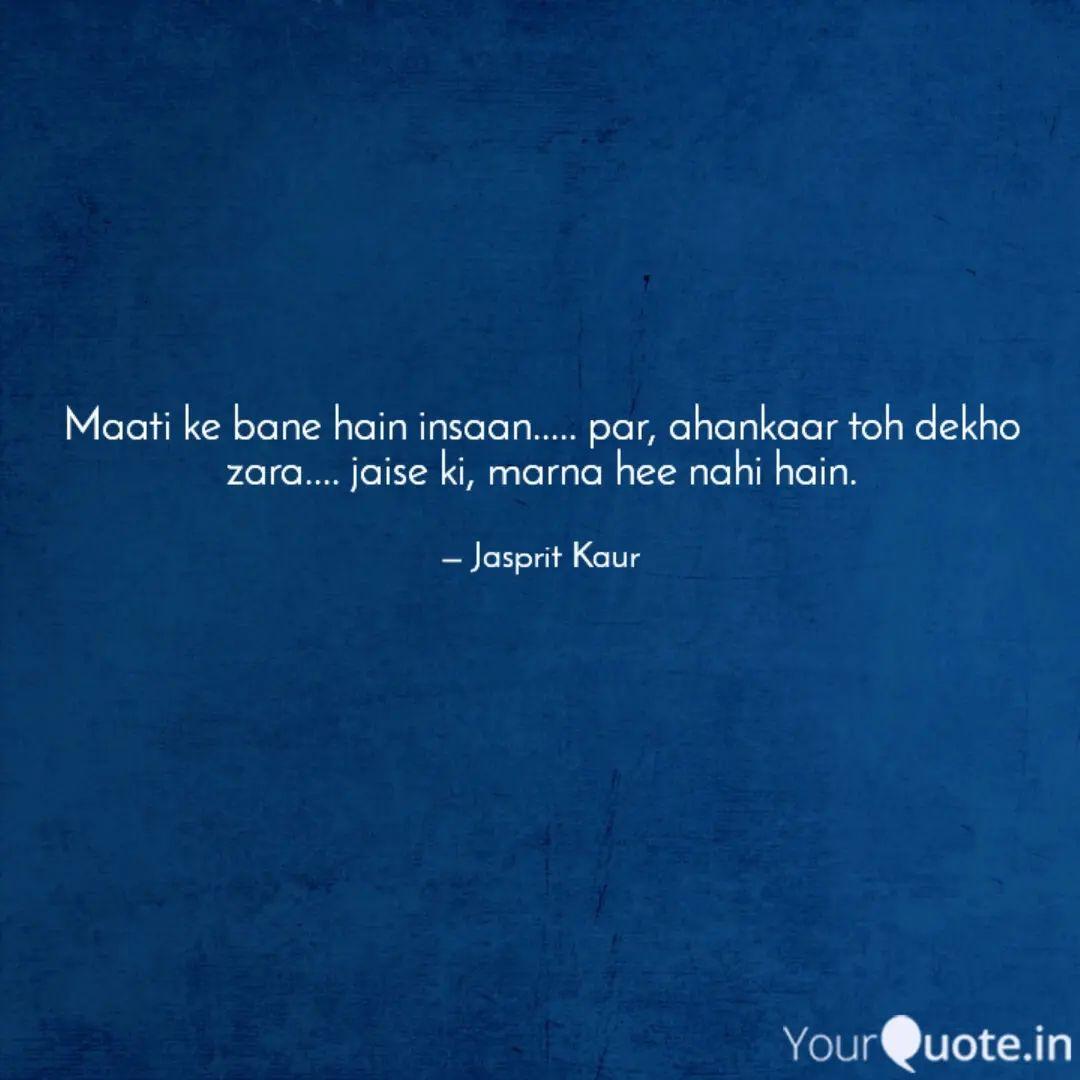 Maati ke bane hain insaan..... par, ahankaar toh dekho
zara.... jaise ki, marna hee nahi hain.
– Jasprit Kaur
YourQuote.in